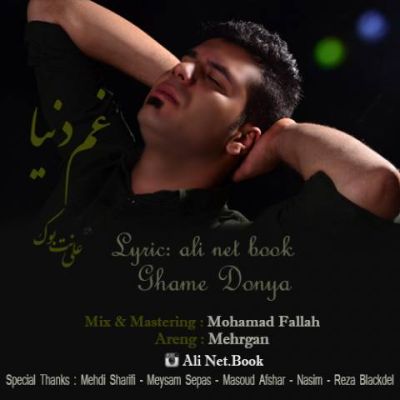 غم دنیا
علی نت بوک
Lyric: ali net book
Ghame Donya
Mix & Mastering : Mohamad Fallah
Areng : Mehrgan
Ali Net.Book
Special Thanks : Mehdi Sharifi - Meysam Sepas - Masoud Afshar - Nasim - Reza Blackdel